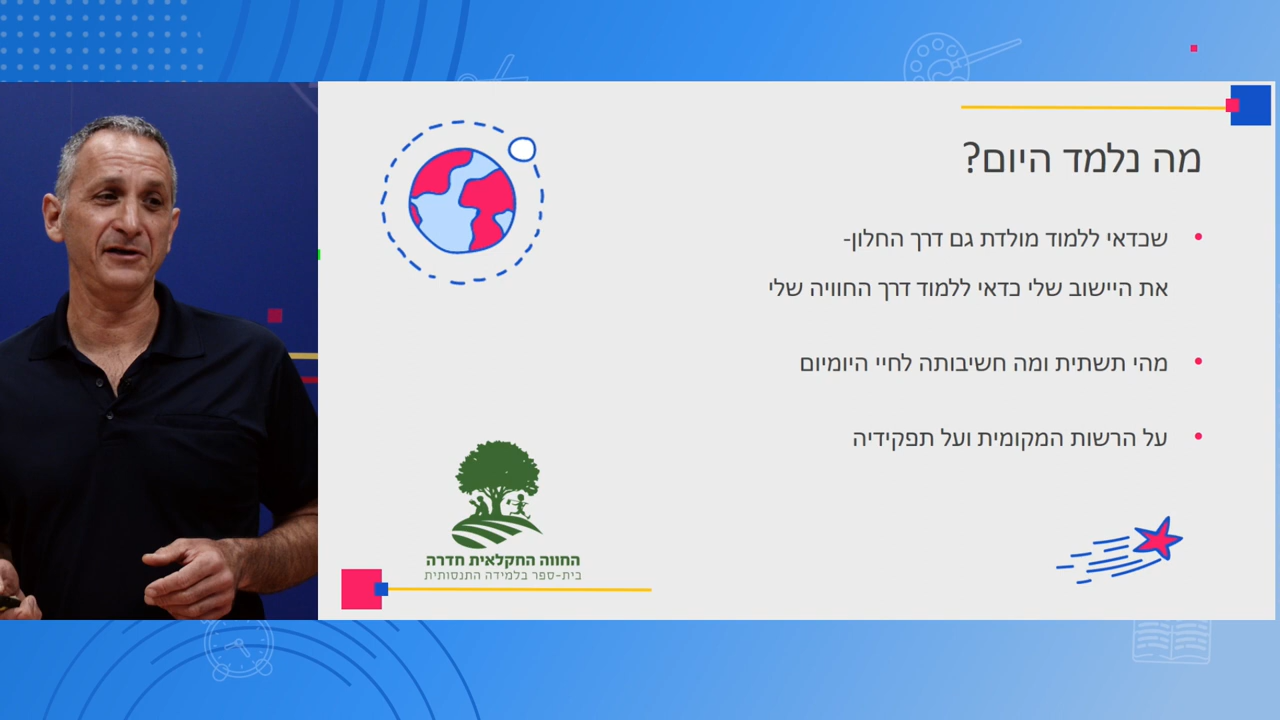 מה נלמד היום?
שכדאי ללמוד מולדת גם דרך החלון-
את היישוב שלי כדאי ללמוד דרך החוויה שלי
מהי תשתית ומה חשיבותה לחיי היומיום
על הרשות המקומית ועל תפקידיה
החווה החקלאית חדרה
בית-ספר בלמידה התנסותית